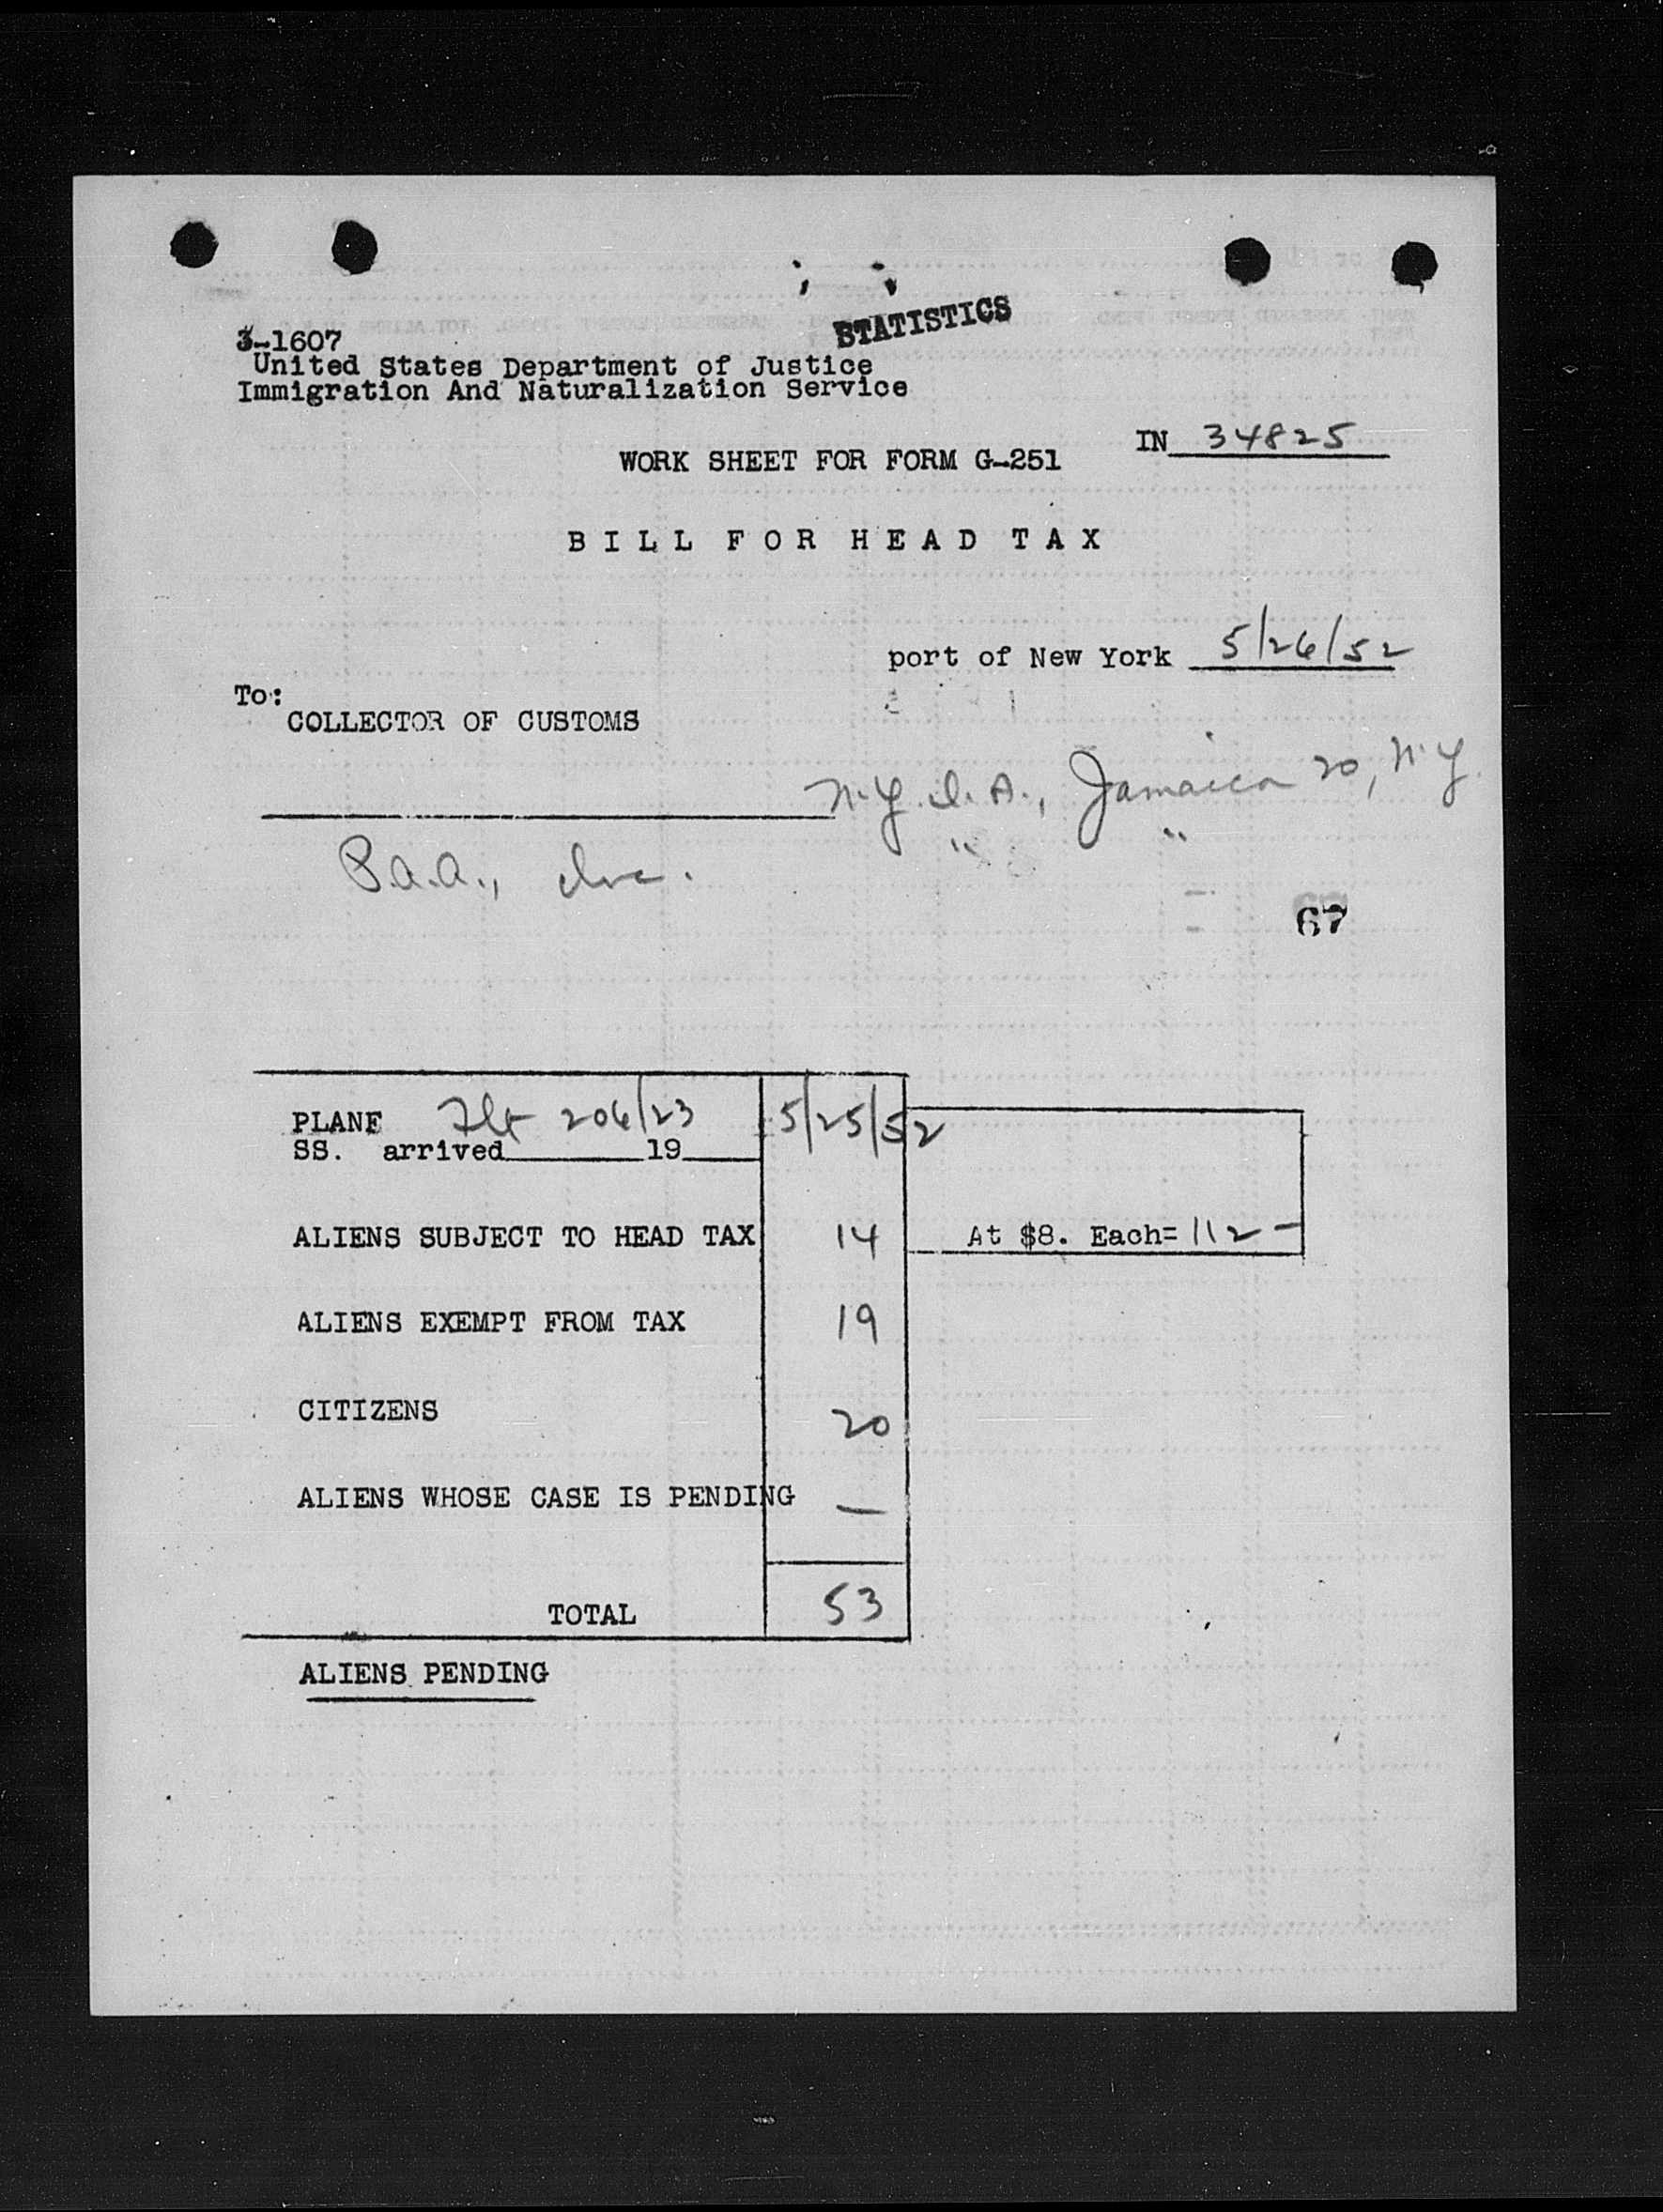 STATISTICS
3-1607
United States Department of Justice
Immigration And Naturalization Service
IN 34825
WORK SHEET FOR FORM G-251
BILL FOR HEAD TAX
port of New York 5/26/52
To:
COLLECTOR OF CUSTOMS
N.Y.I.A., Jamaica 20, N.Y.
P.A.A., Inc. " "
67
PLANE Flt 206/23 5/25/52
SS. arrived 19
ALIENS SUBJECT TO HEAD TAX 14 At $8. Each= 112 -
ALIENS EXEMPT FROM TAX 19
CITIZENS 20
ALIENS WHOSE CASE IS PENDING —
TOTAL 53
ALIENS PENDING